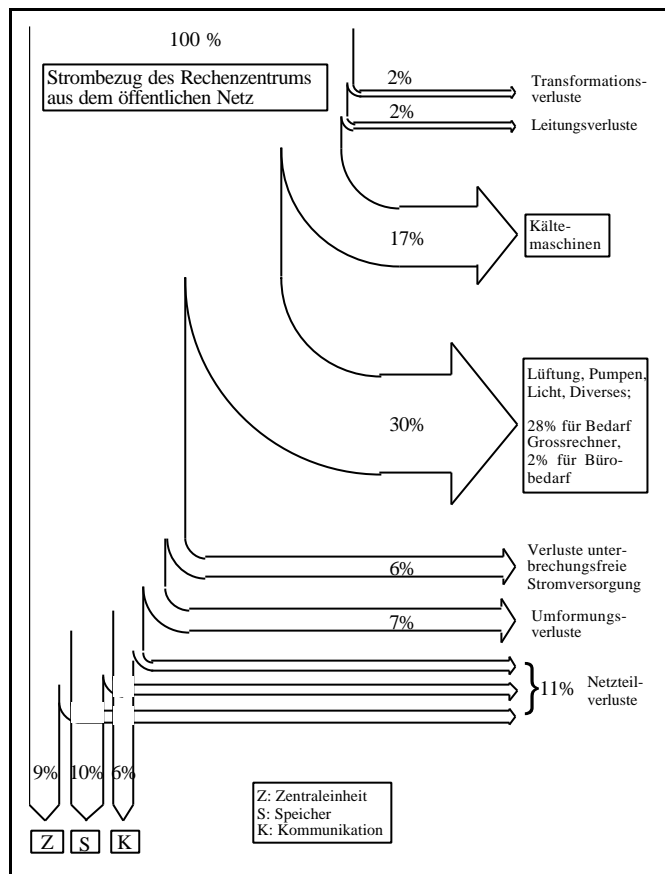 100 %
Strombezug des Rechenzentrums
aus dem öffentlichen Netz
2%
Transformations-
verluste
2%
Leitungsverluste
17%
Kälte-
maschinen
30%
Lüftung, Pumpen,
Licht, Diverses;
28% für Bedarf
Grossrechner,
2% für Büro-
bedarf
6%
Verluste unter-
brechungsfreie
Stromversorgung
7%
Umformungs-
verluste
11%
Netzteil-
verluste
9%
10%
6%
Z: Zentraleinheit
S: Speicher
K: Kommunikation
Z
S
K